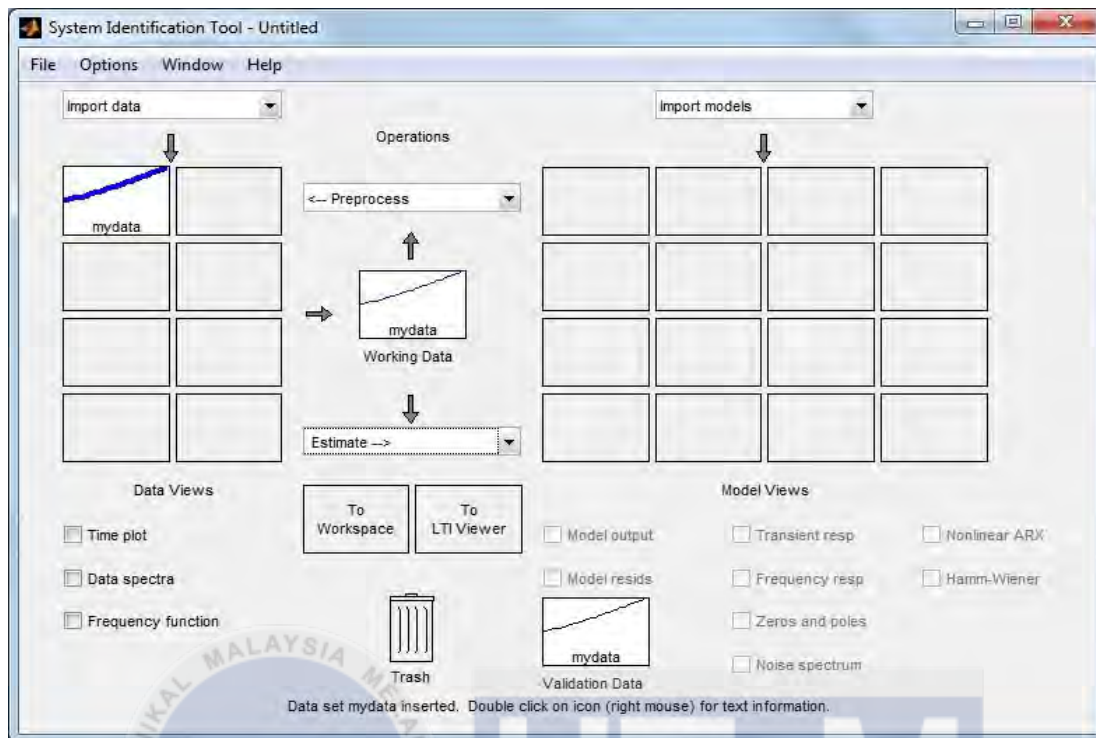 System Identification Tool - Untitled
File Options Window Help
Import data
Import models
Operations
<-- Preprocess
mydata
mydata
Working Data
Estimate -->
Data Views
Model Views
To Workspace
To LTI Viewer
Time plot
Data spectra
Frequency function
Model output
Transient resp
Nonlinear ARX
Model resids
Frequency resp
Hamm-Wiener
Zeros and poles
Noise spectrum
Trash
mydata
Validation Data
Data set mydata inserted. Double click on icon (right mouse) for text information.
MALAYSIA